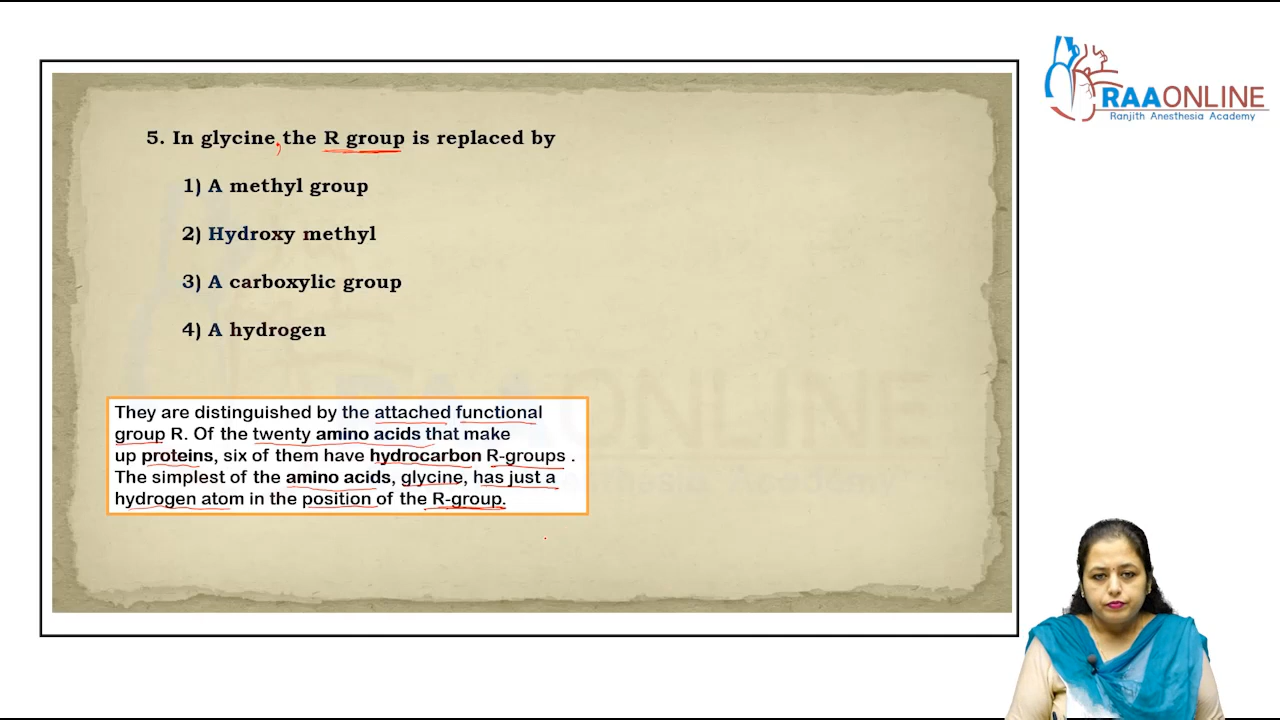 RAAONLINE
Ranjith Anesthesia Academy
5. In glycine, the R group is replaced by
1) A methyl group
2) Hydroxy methyl
3) A carboxylic group
4) A hydrogen
They are distinguished by the attached functional
group R. Of the twenty amino acids that make
up proteins, six of them have hydrocarbon R-groups .
The simplest of the amino acids, glycine, has just a
hydrogen atom in the position of the R-group.
RAAONLINE
Anesthesia Academy